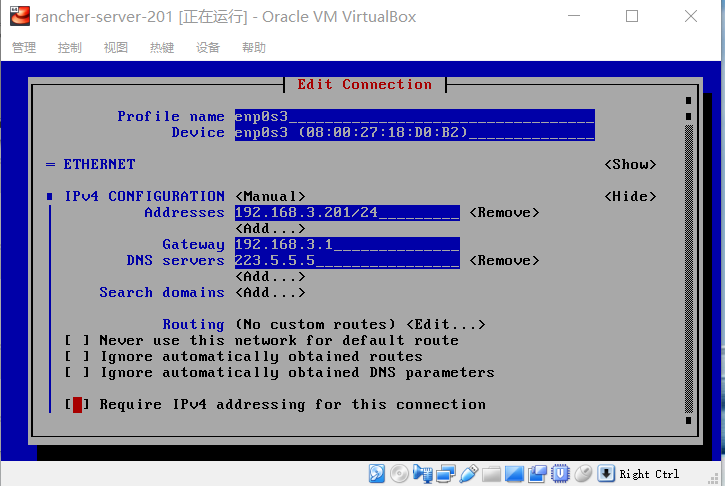 rancher-server-201 [正在运行] - Oracle VM VirtualBox
管理 控制 视图 热键 设备 帮助
Edit Connection
Profile name enp0s3
Device enp0s3 (08:00:27:18:D0:B2)
= ETHERNET <Show>
IPv4 CONFIGURATION <Manual> <Hide>
Addresses 192.168.3.201/24 <Remove>
<Add...>
Gateway 192.168.3.1
DNS servers 223.5.5.5 <Remove>
<Add...>
Search domains <Add...>
Routing (No custom routes) <Edit...>
[ ] Never use this network for default route
[ ] Ignore automatically obtained routes
[ ] Ignore automatically obtained DNS parameters
[ ] Require IPv4 addressing for this connection
Right Ctrl